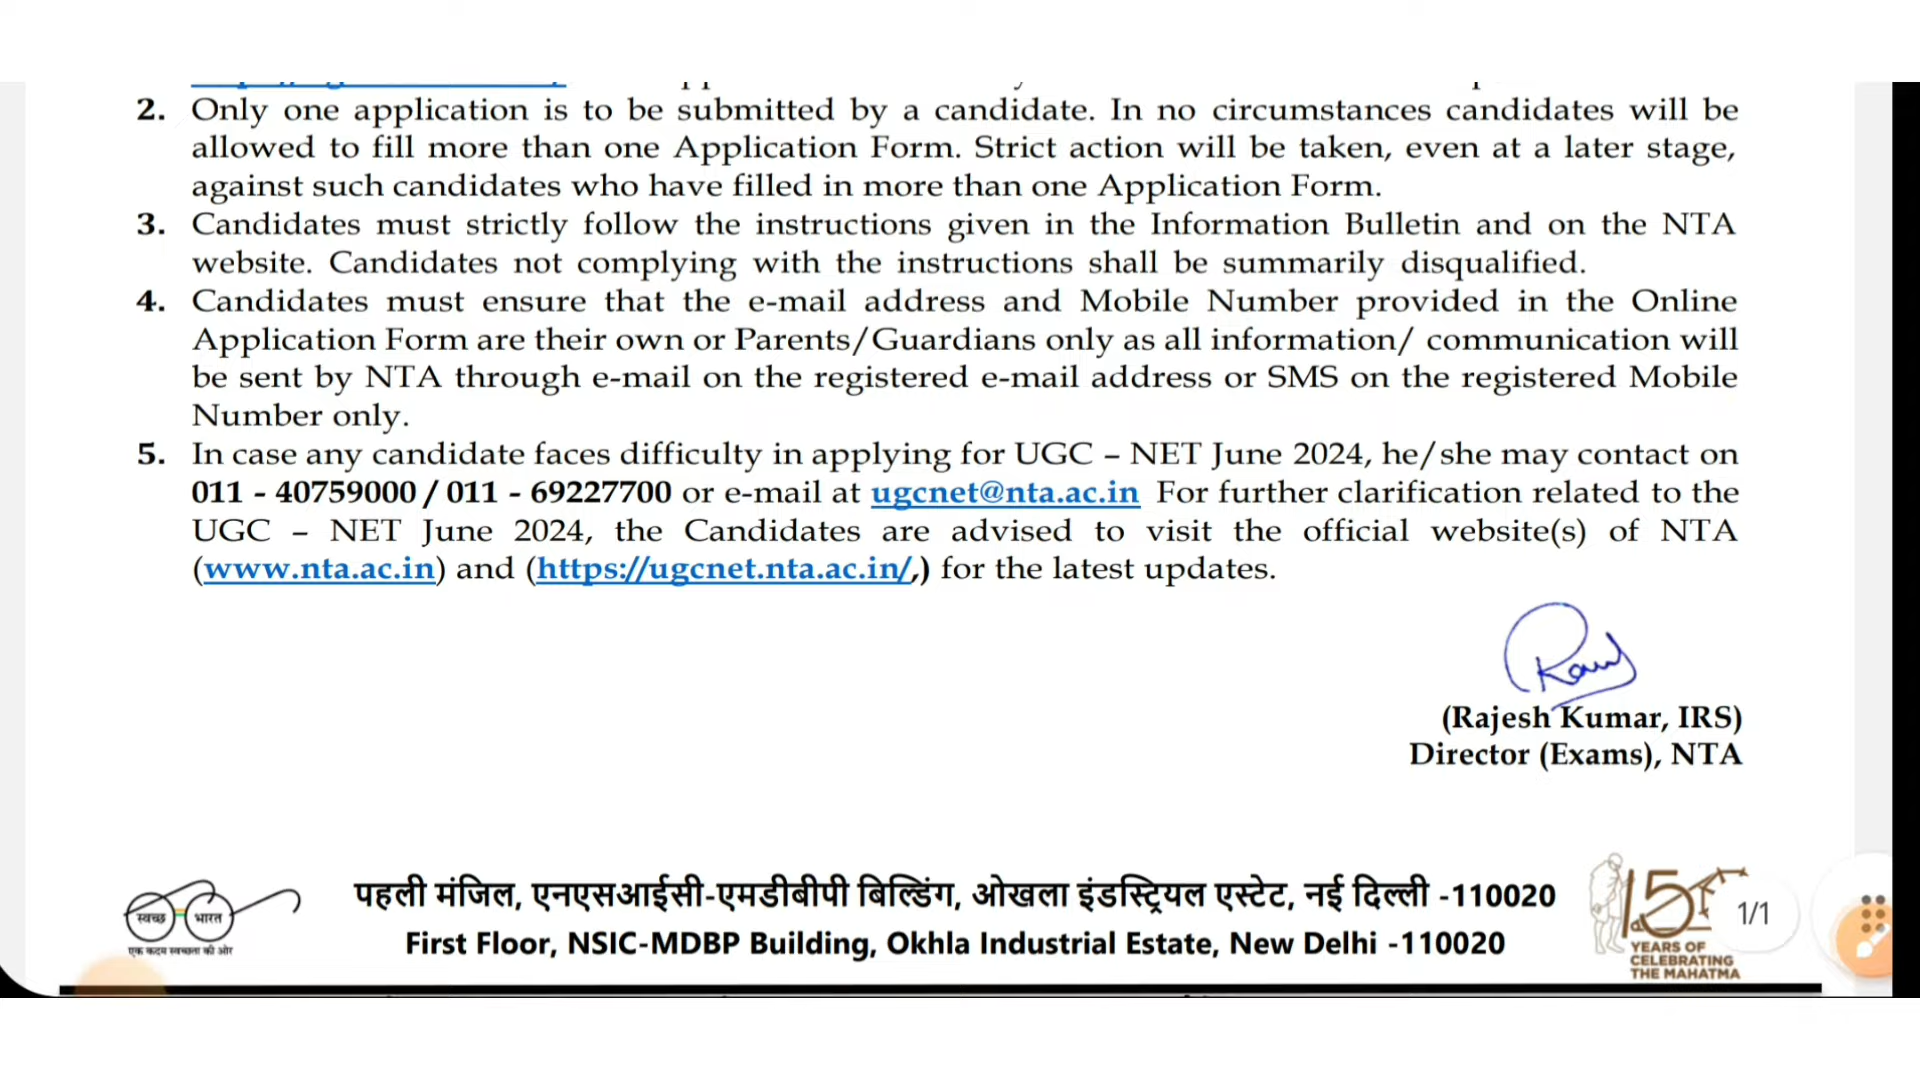 2. Only one application is to be submitted by a candidate. In no circumstances candidates will be
allowed to fill more than one Application Form. Strict action will be taken, even at a later stage,
against such candidates who have filled in more than one Application Form.
3. Candidates must strictly follow the instructions given in the Information Bulletin and on the NTA
website. Candidates not complying with the instructions shall be summarily disqualified.
4. Candidates must ensure that the e-mail address and Mobile Number provided in the Online
Application Form are their own or Parents/Guardians only as all information/ communication will
be sent by NTA through e-mail on the registered e-mail address or SMS on the registered Mobile
Number only.
5. In case any candidate faces difficulty in applying for UGC – NET June 2024, he/she may contact on
011 - 40759000 / 011 - 69227700 or e-mail at ugcnet@nta.ac.in For further clarification related to the
UGC – NET June 2024, the Candidates are advised to visit the official website(s) of NTA
(www.nta.ac.in) and (https://ugcnet.nta.ac.in/,) for the latest updates.
(Rajesh Kumar, IRS)
Director (Exams), NTA
स्वच्छ भारत
एक कदम स्वच्छता की ओर
पहली मंजिल, एनएसआईसी-एमडीबीपी बिल्डिंग, ओखला इंडस्ट्रियल एस्टेट, नई दिल्ली -110020
First Floor, NSIC-MDBP Building, Okhla Industrial Estate, New Delhi -110020
15
1/1
YEARS OF
CELEBRATING
THE MAHATMA